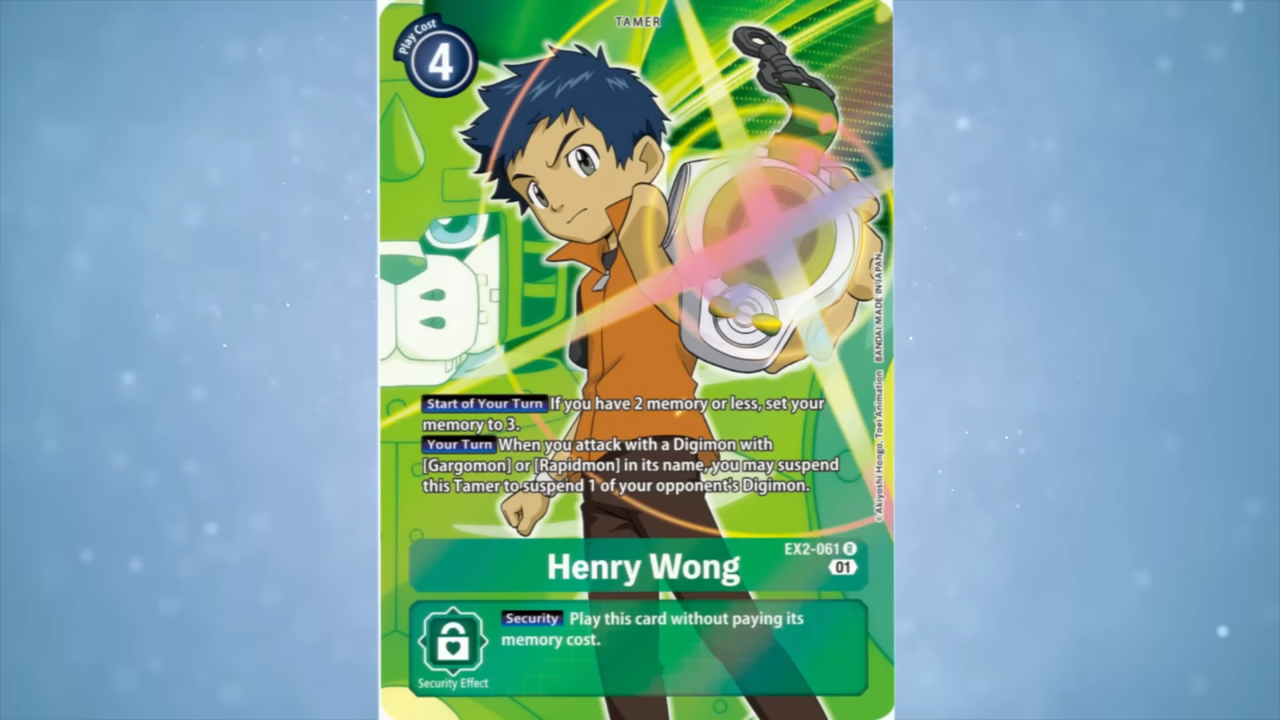 TAMER
Play Cost
4
Start of Your Turn If you have 2 memory or less, set your
memory to 3.
Your Turn When you attack with a Digimon with
[Gargomon] or [Rapidmon] in its name, you may suspend
this Tamer to suspend 1 of your opponent's Digimon.
©Akiyoshi Hongo, Toei Animation BANDAI MADE IN JAPAN
EX2-061 R
Henry Wong
01
Security Play this card without paying its
memory cost.
Security Effect